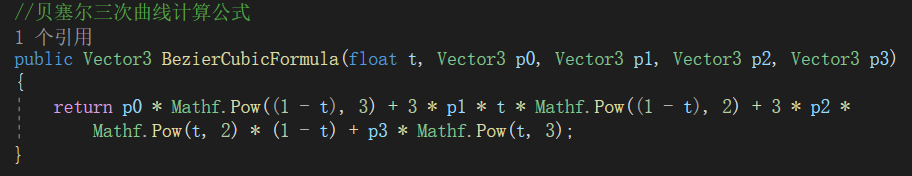 //贝塞尔三次曲线计算公式
1 个引用
public Vector3 BezierCubicFormula(float t, Vector3 p0, Vector3 p1, Vector3 p2, Vector3 p3)
{
return p0 * Mathf.Pow((1 - t), 3) + 3 * p1 * t * Mathf.Pow((1 - t), 2) + 3 * p2 *
Mathf.Pow(t, 2) * (1 - t) + p3 * Mathf.Pow(t, 3);
}